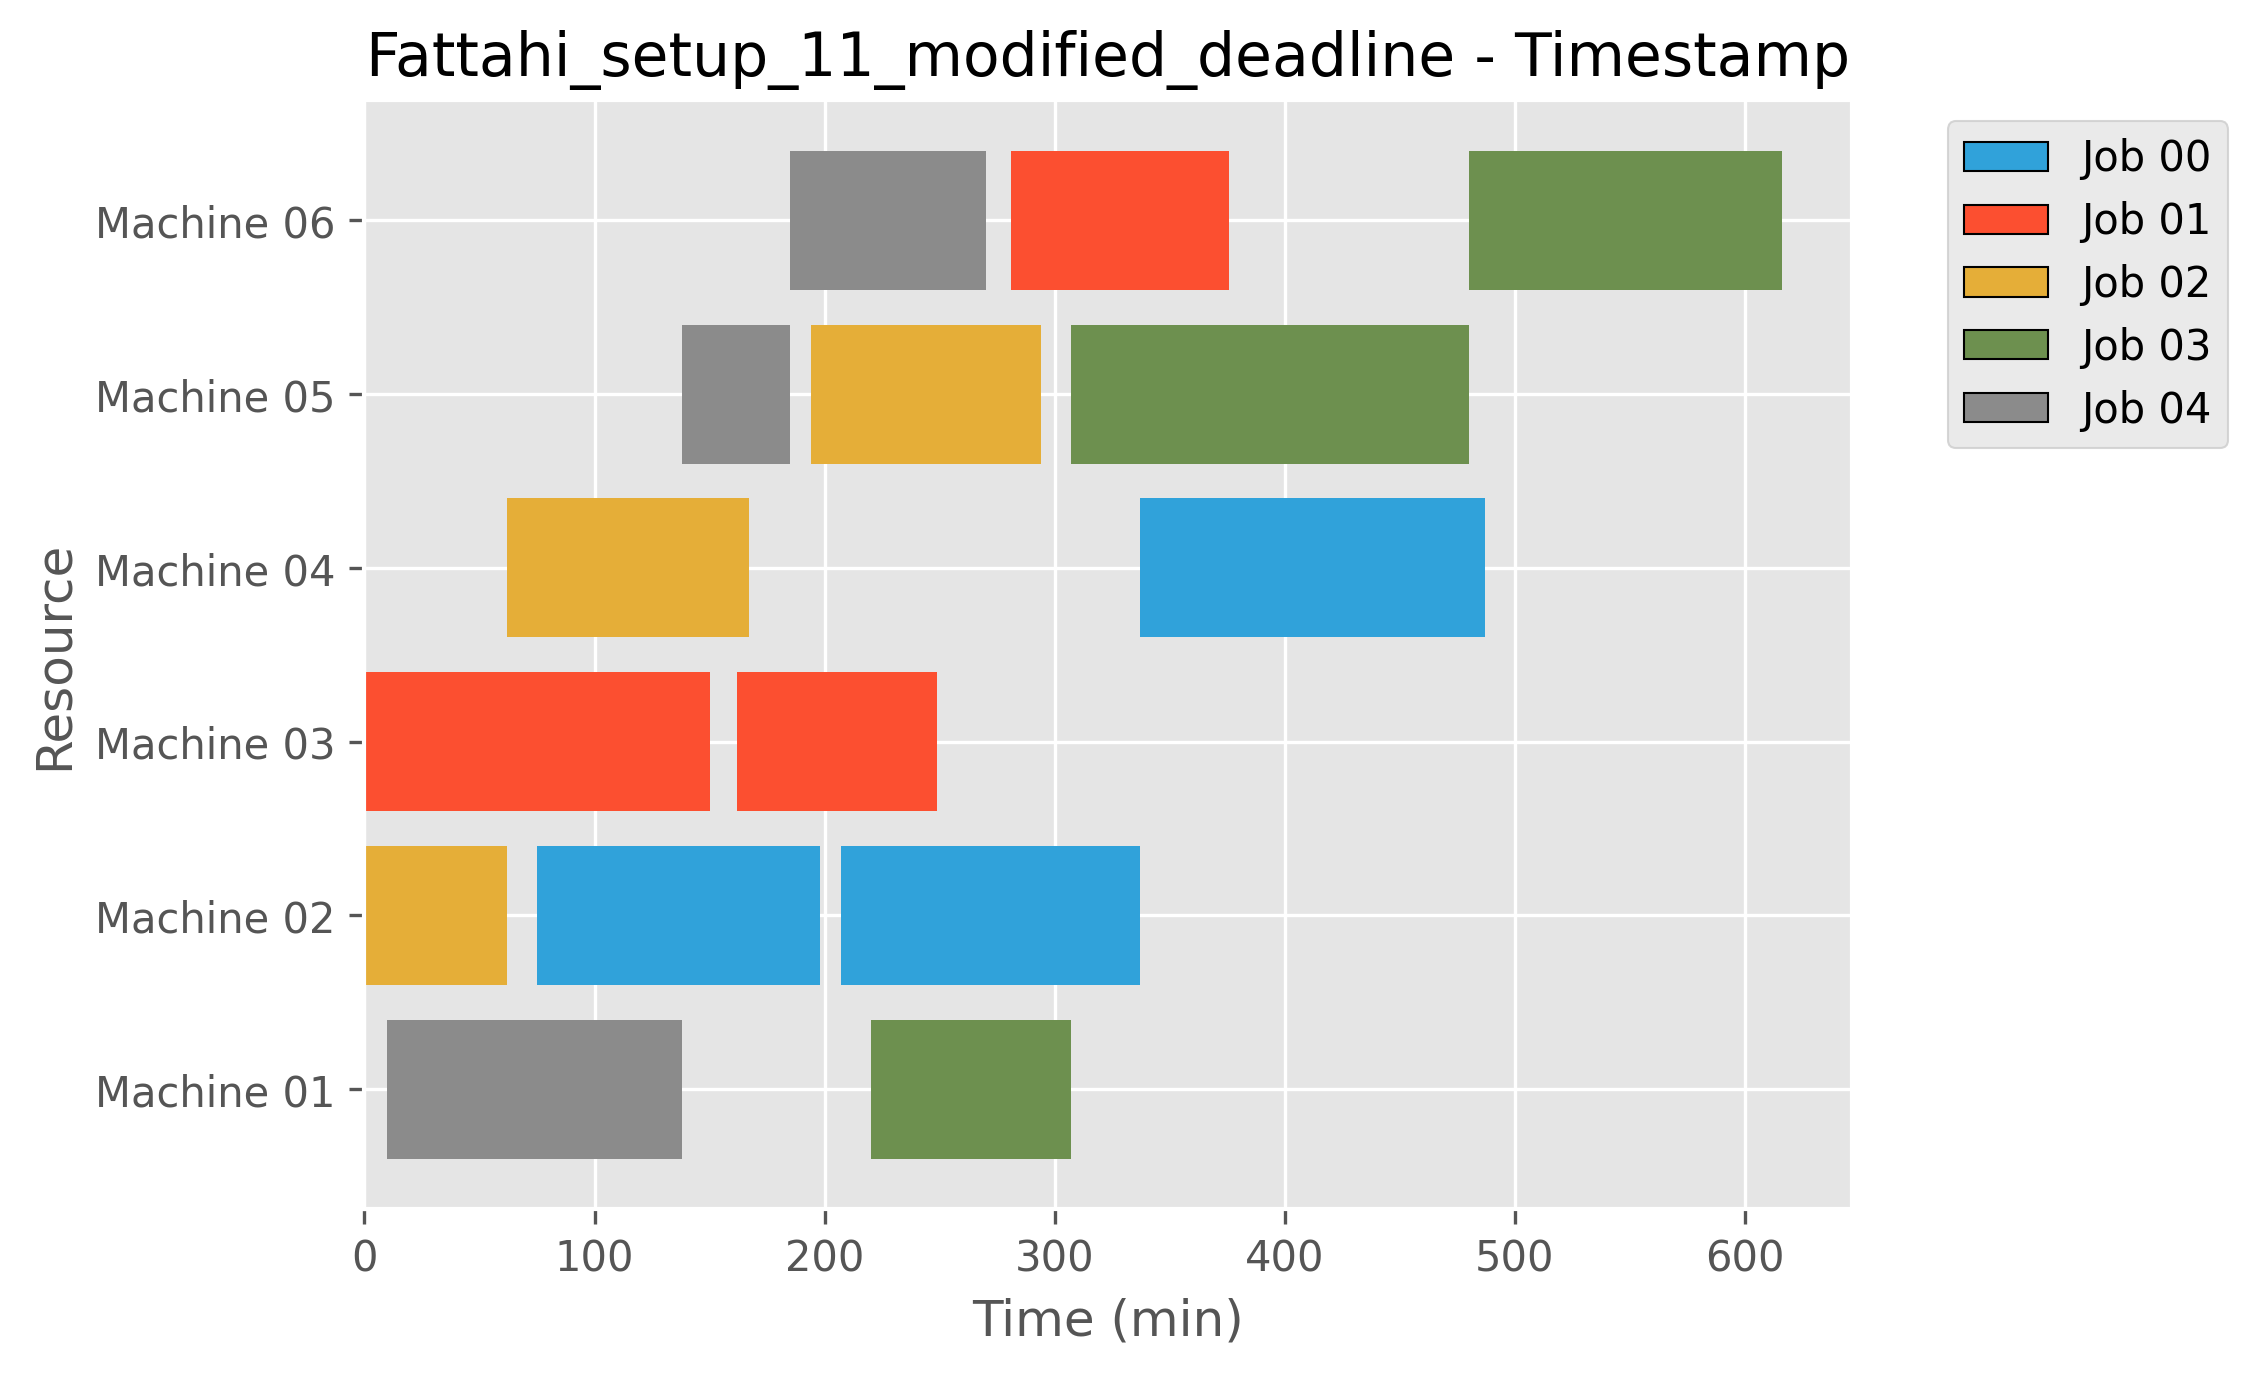 Fattahi_setup_11_modified_deadline - Timestamp
Job 00
Job 01
Job 02
Job 03
Job 04
Resource
Machine 06
Machine 05
Machine 04
Machine 03
Machine 02
Machine 01
0 100 200 300 400 500 600
Time (min)